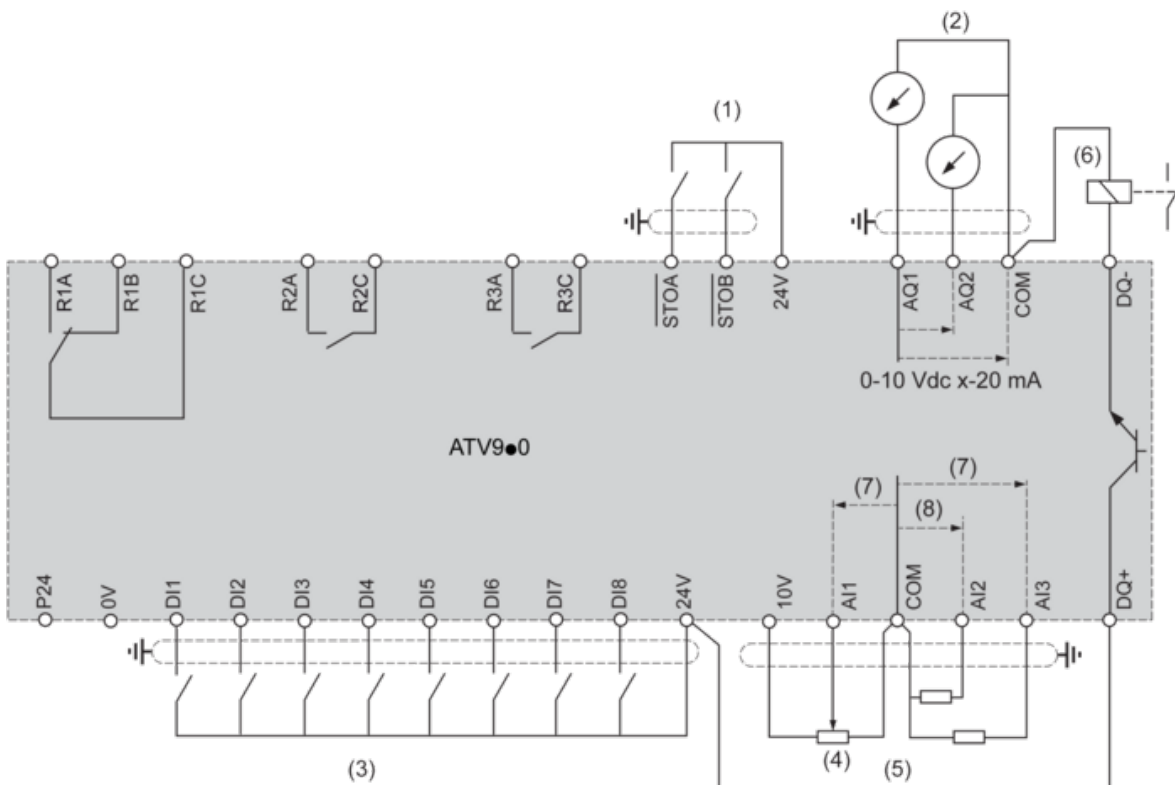 (2)
(1)
(6)
R1A
R1B
R1C
R2A
R2C
R3A
R3C
STOA
STOB
24V
AQ1
AQ2
COM
DQ-
0-10 Vdc x-20 mA
ATV9●0
(7)
(7)
(8)
P24
0V
DI1
DI2
DI3
DI4
DI5
DI6
DI7
DI8
24V
10V
AI1
COM
AI2
AI3
DQ+
(3)
(4)
(5)